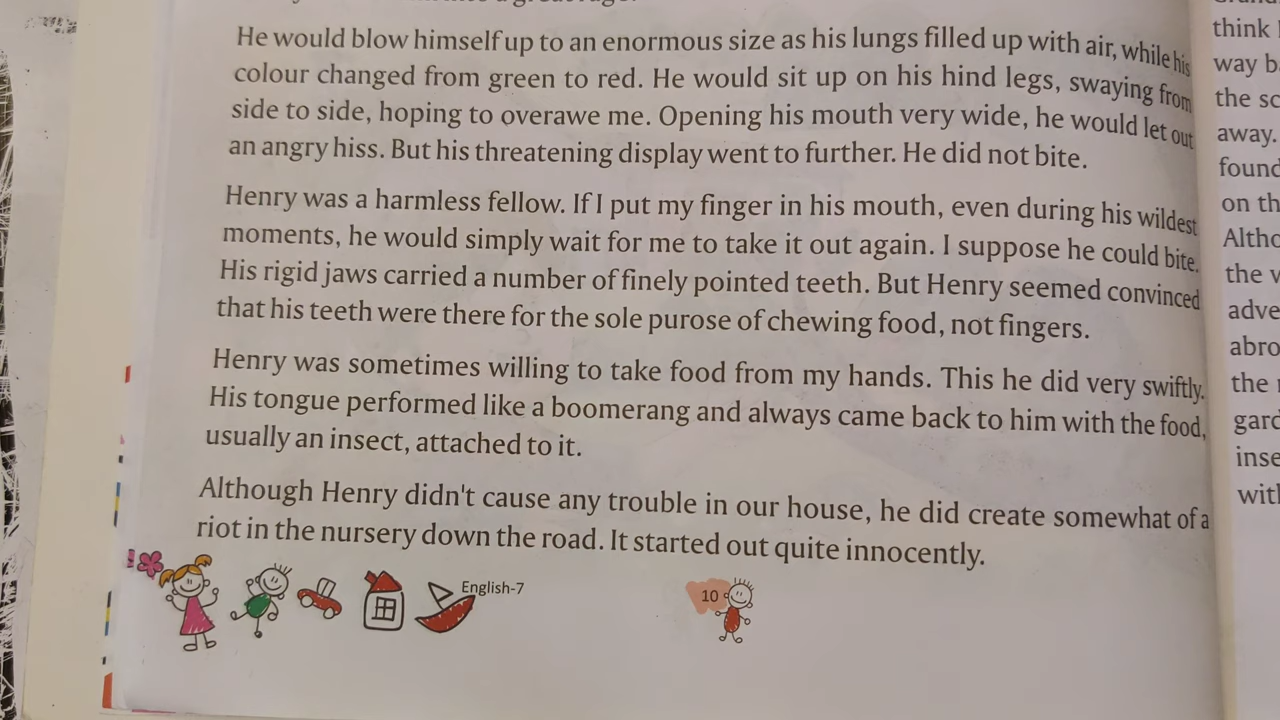 He would blow himself up to an enormous size as his lungs filled up with air, while his
colour changed from green to red. He would sit up on his hind legs, swaying from
side to side, hoping to overawe me. Opening his mouth very wide, he would let out
an angry hiss. But his threatening display went to further. He did not bite.
Henry was a harmless fellow. If I put my finger in his mouth, even during his wildest
moments, he would simply wait for me to take it out again. I suppose he could bite.
His rigid jaws carried a number of finely pointed teeth. But Henry seemed convinced
that his teeth were there for the sole purose of chewing food, not fingers.
Henry was sometimes willing to take food from my hands. This he did very swiftly.
His tongue performed like a boomerang and always came back to him with the food,
usually an insect, attached to it.
Although Henry didn't cause any trouble in our house, he did create somewhat of a
riot in the nursery down the road. It started out quite innocently.
English-7
10
think
way
the
away.
found
on
the
the